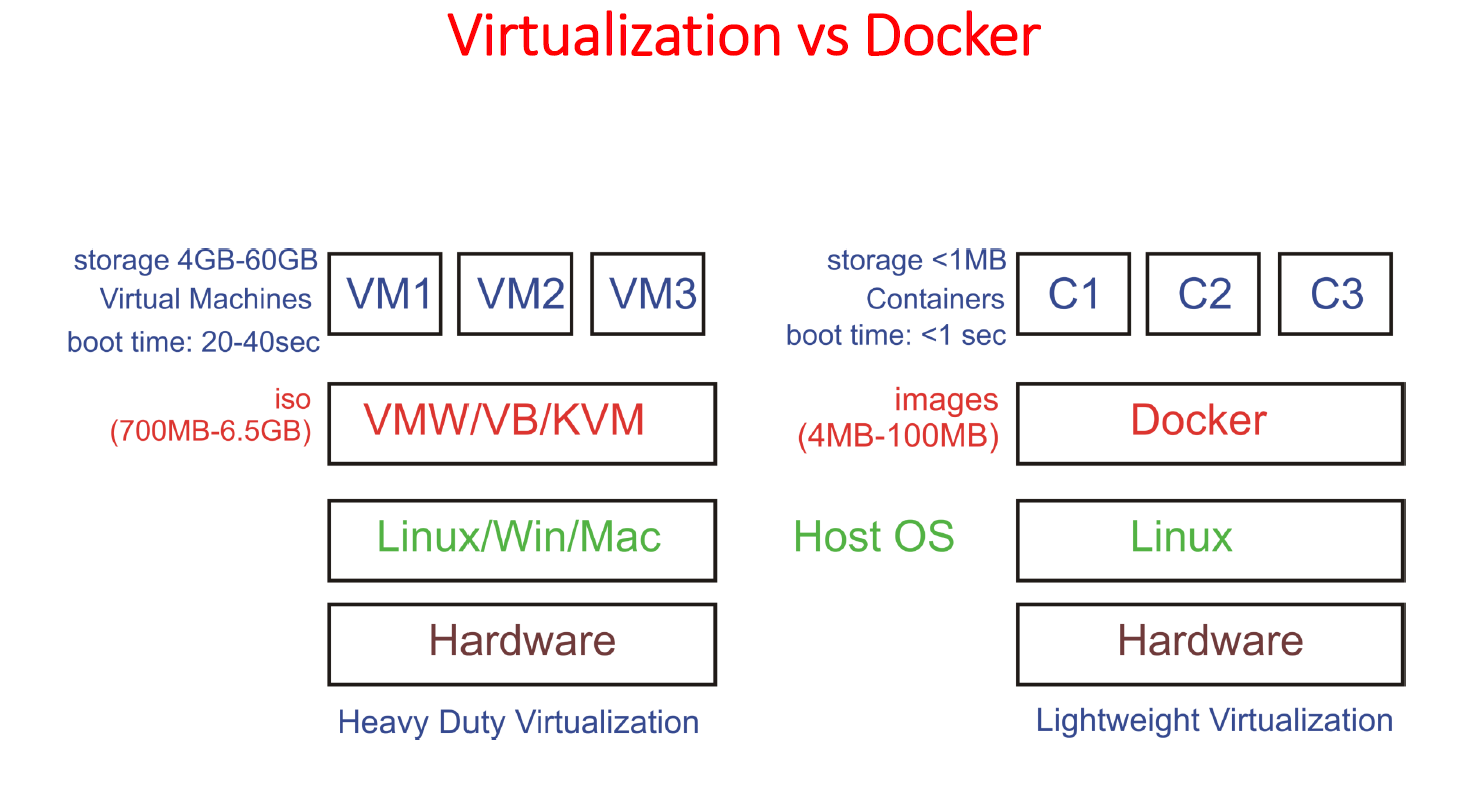 Virtualization vs Docker
storage 4GB-60GB
Virtual Machines
boot time: 20-40sec
VM1
VM2
VM3
iso
(700MB-6.5GB)
VMW/VB/KVM
Linux/Win/Mac
Hardware
Heavy Duty Virtualization
storage <1MB
Containers
boot time: <1 sec
C1
C2
C3
images
(4MB-100MB)
Docker
Host OS
Linux
Hardware
Lightweight Virtualization